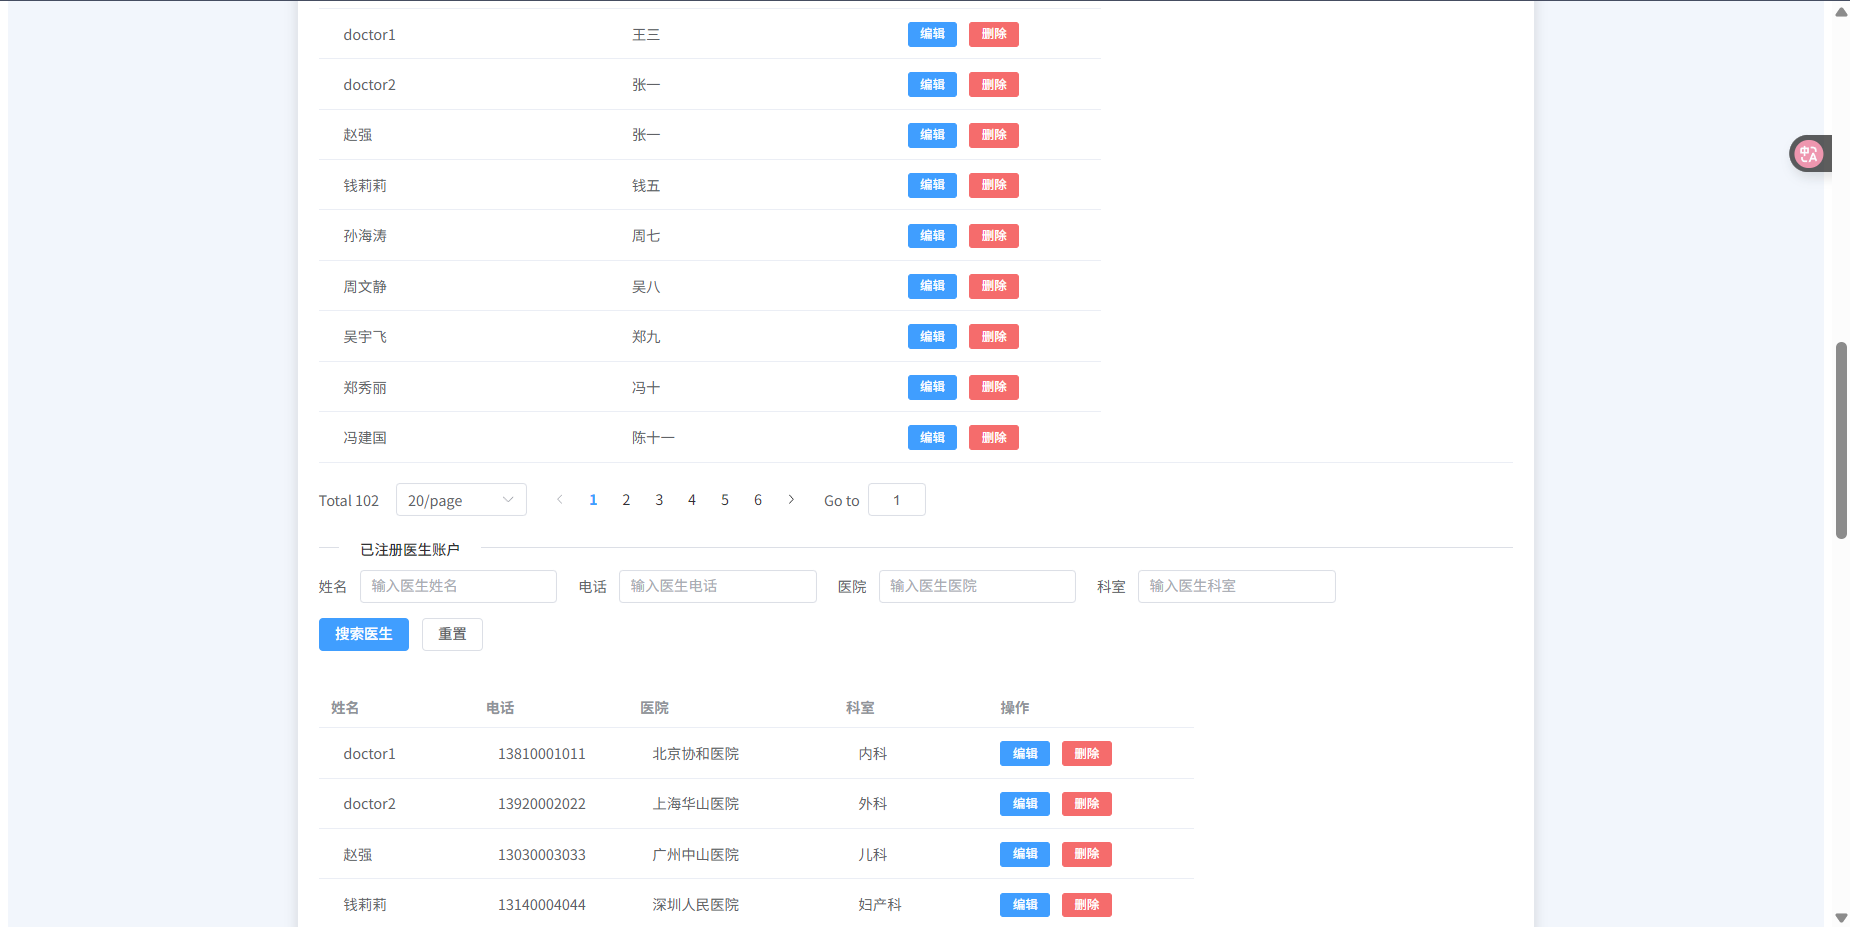 doctor1 王三 编辑 删除
doctor2 张一 编辑 删除
赵强 张一 编辑 删除
钱莉莉 钱五 编辑 删除
孙海涛 周七 编辑 删除
周文静 吴八 编辑 删除
吴宇飞 郑九 编辑 删除
郑秀丽 冯十 编辑 删除
冯建国 陈十一 编辑 删除
Total 102 20/page 1 2 3 4 5 6 Go to 1
已注册医生账户
姓名 输入医生姓名 电话 输入医生电话 医院 输入医生医院 科室 输入医生科室
搜索医生 重置
姓名 电话 医院 科室 操作
doctor1 13810001011 北京协和医院 内科 编辑 删除
doctor2 13920002022 上海华山医院 外科 编辑 删除
赵强 13030003033 广州中山医院 儿科 编辑 删除
钱莉莉 13140004044 深圳人民医院 妇产科 编辑 删除
中A